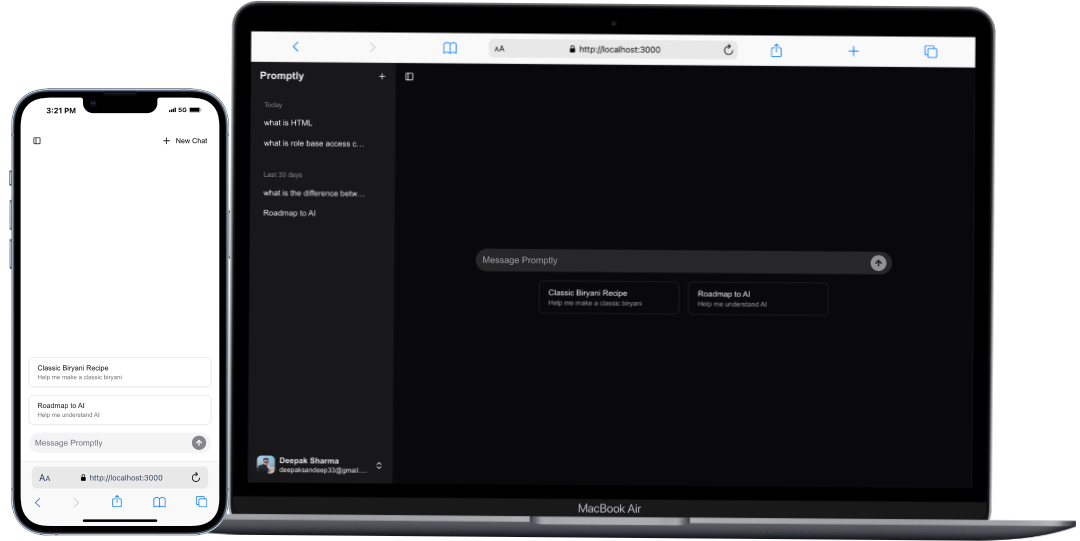 3:21 PM
5G
New Chat
Classic Biryani Recipe
Help me make a classic biryani
Roadmap to AI
Help me understand AI
Message Promptly
AA
http://localhost:3000
AA
http://localhost:3000
Promptly
Today
what is HTML
what is role base access c...
Last 30 days
what is the difference betw...
Roadmap to AI
Message Promptly
Classic Biryani Recipe
Help me make a classic biryani
Roadmap to AI
Help me understand AI
Deepak Sharma
deepaksandeep33@gmail....
MacBook Air